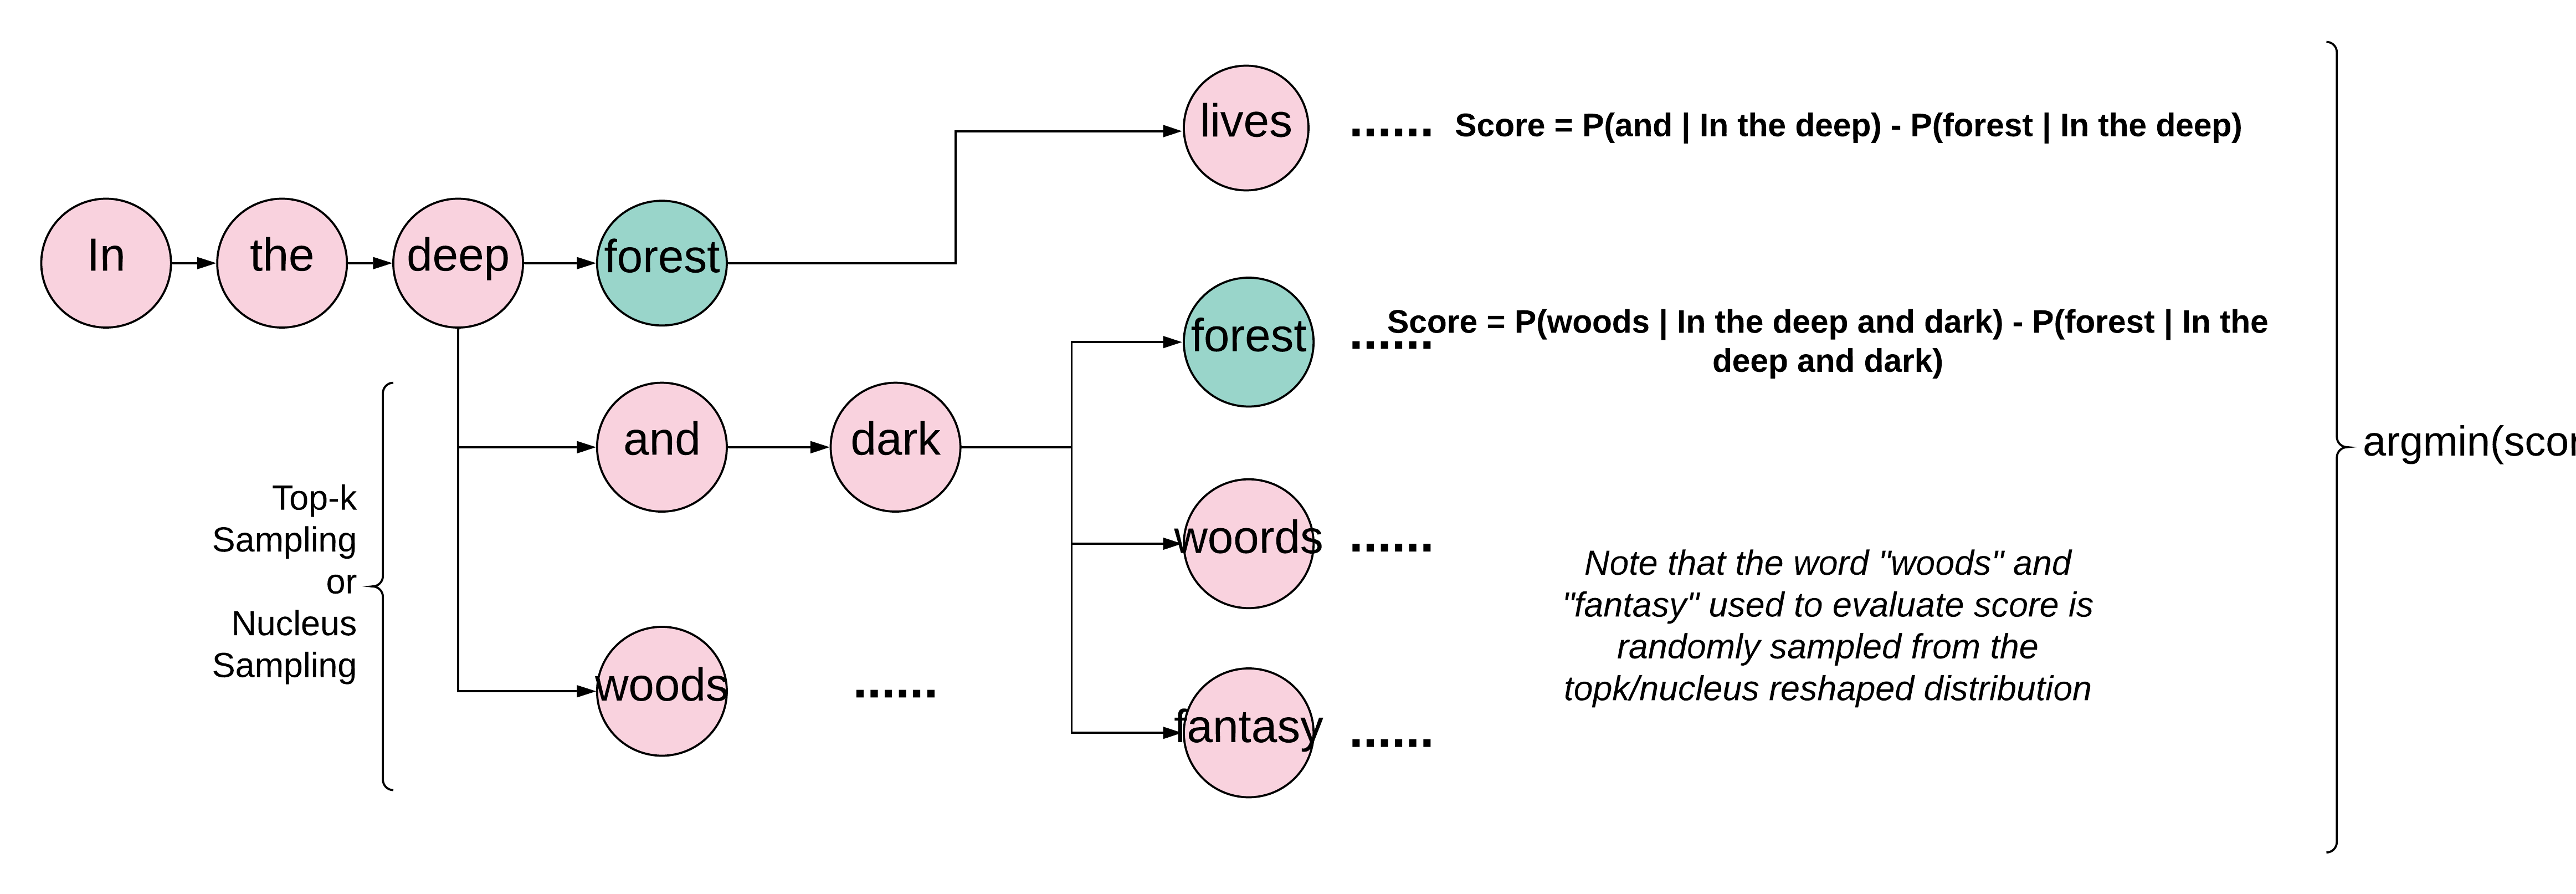 lives
...... Score = P(and | In the deep) - P(forest | In the deep)
In
the
deep
forest
forest
...... Score = P(woods | In the deep and dark) - P(forest | In the
deep and dark)
and
dark
argmin(scor
Top-k
Sampling
or
Nucleus
Sampling
woords
......
Note that the word "woods" and
"fantasy" used to evaluate score is
randomly sampled from the
topk/nucleus reshaped distribution
woods
......
fantasy
......